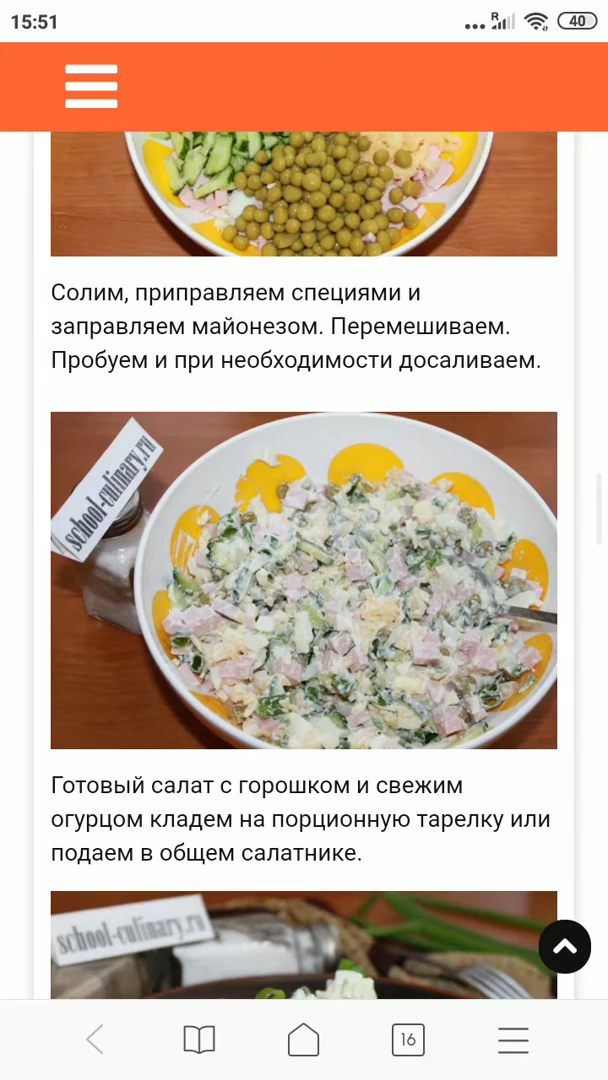 15:51
R
40
Солим, приправляем специями и
заправляем майонезом. Перемешиваем.
Пробуем и при необходимости досаливаем.
school-culinary.ru
Готовый салат с горошком и свежим
огурцом кладем на порционную тарелку или
подаем в общем салатнике.
school-culinary.ru
16